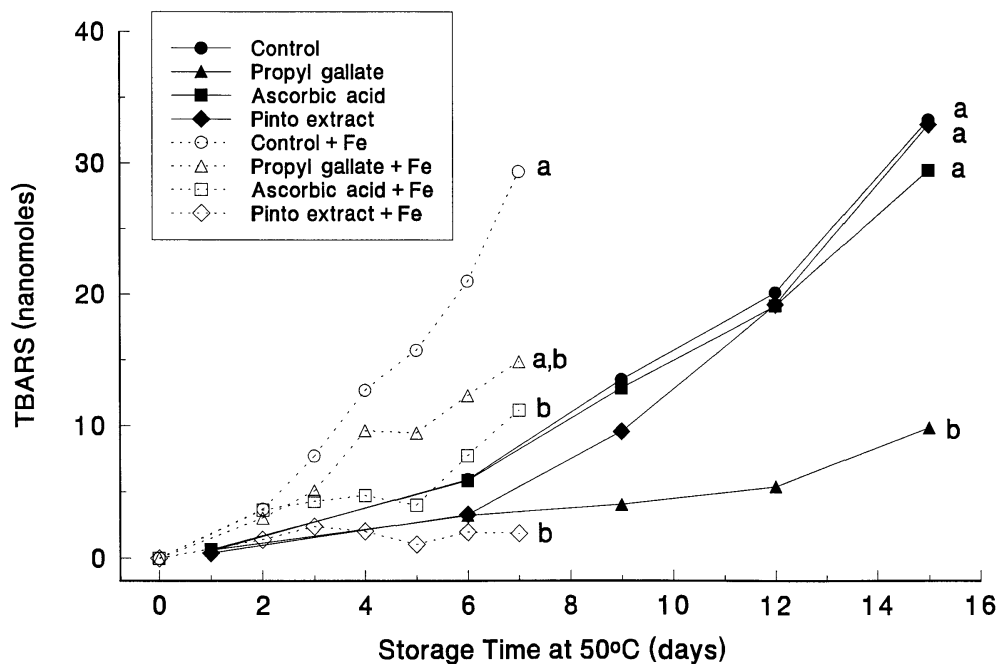 40
30
20
10
0
TBARS (nanomoles)
Control
Propyl gallate
Ascorbic acid
Pinto extract
Control + Fe
Propyl gallate + Fe
Ascorbic acid + Fe
Pinto extract + Fe
a
a,b
b
b
a
a
a
b
0 2 4 6 8 10 12 14 16
Storage Time at 50ºC (days)